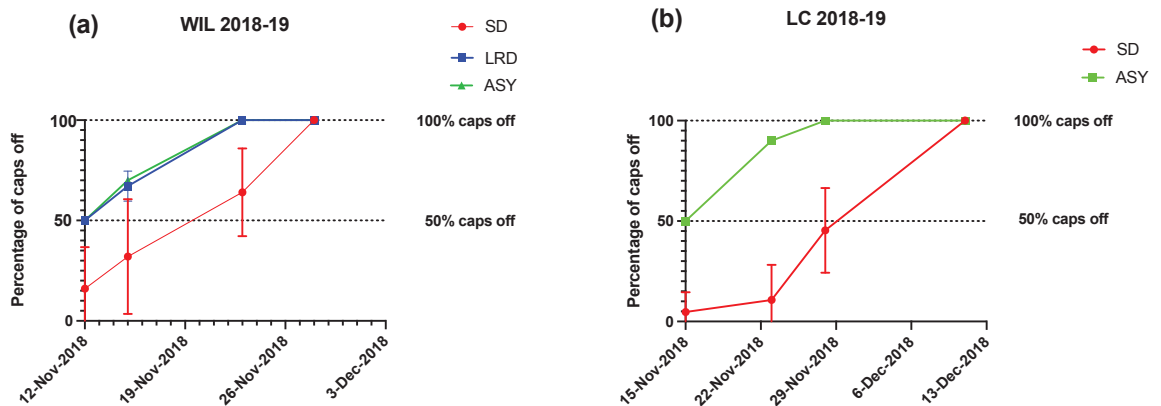 (a)
WIL 2018-19
SD
LRD
ASY
Percentage of caps off
100
50
0
100% caps off
50% caps off
12-Nov-2018
19-Nov-2018
26-Nov-2018
3-Dec-2018
(b)
LC 2018-19
SD
ASY
Percentage of caps off
100
50
0
100% caps off
50% caps off
15-Nov-2018
22-Nov-2018
29-Nov-2018
6-Dec-2018
13-Dec-2018